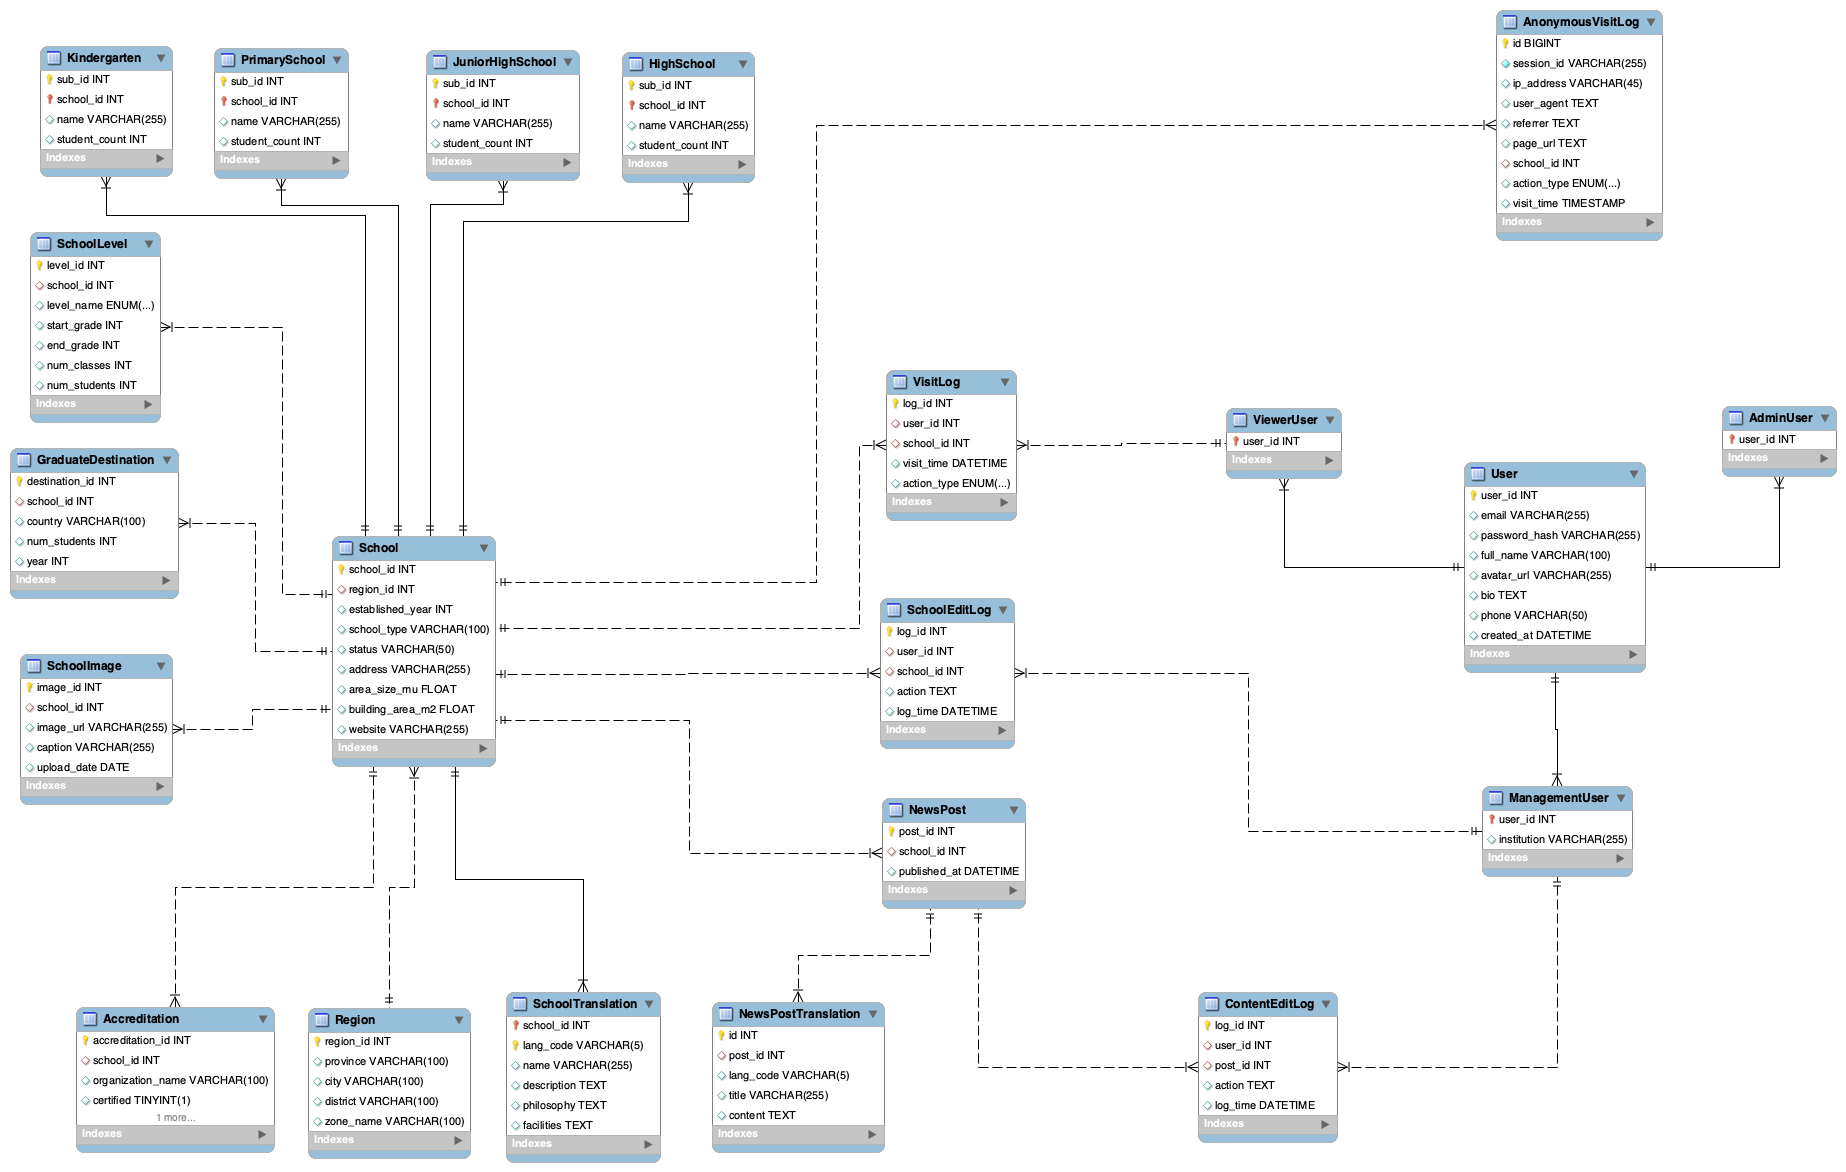 Kindergarten
sub_id INT
school_id INT
name VARCHAR(255)
student_count INT
Indexes
PrimarySchool
sub_id INT
school_id INT
name VARCHAR(255)
student_count INT
Indexes
JuniorHighSchool
sub_id INT
school_id INT
name VARCHAR(255)
student_count INT
Indexes
HighSchool
sub_id INT
school_id INT
name VARCHAR(255)
student_count INT
Indexes
AnonymousVisitLog
id BIGINT
session_id VARCHAR(255)
ip_address VARCHAR(45)
user_agent TEXT
referrer TEXT
page_url TEXT
school_id INT
action_type ENUM(...)
visit_time TIMESTAMP
Indexes
SchoolLevel
level_id INT
school_id INT
level_name ENUM(...)
start_grade INT
end_grade INT
num_classes INT
num_students INT
Indexes
VisitLog
log_id INT
user_id INT
school_id INT
visit_time DATETIME
action_type ENUM(...)
Indexes
ViewerUser
user_id INT
Indexes
AdminUser
user_id INT
Indexes
GraduateDestination
destination_id INT
school_id INT
country VARCHAR(100)
num_students INT
year INT
Indexes
User
user_id INT
email VARCHAR(255)
password_hash VARCHAR(255)
full_name VARCHAR(100)
avatar_url VARCHAR(255)
bio TEXT
phone VARCHAR(50)
created_at DATETIME
Indexes
School
school_id INT
region_id INT
established_year INT
school_type VARCHAR(100)
status VARCHAR(50)
address VARCHAR(255)
area_size_mu FLOAT
building_area_m2 FLOAT
website VARCHAR(255)
Indexes
SchoolEditLog
log_id INT
user_id INT
school_id INT
action TEXT
log_time DATETIME
Indexes
SchoolImage
image_id INT
school_id INT
image_url VARCHAR(255)
caption VARCHAR(255)
upload_date DATE
Indexes
NewsPost
post_id INT
school_id INT
published_at DATETIME
Indexes
ManagementUser
user_id INT
institution VARCHAR(255)
Indexes
Accreditation
accreditation_id INT
school_id INT
organization_name VARCHAR(100)
certified TINYINT(1)
1 more...
Indexes
Region
region_id INT
province VARCHAR(100)
city VARCHAR(100)
district VARCHAR(100)
zone_name VARCHAR(100)
Indexes
SchoolTranslation
school_id INT
lang_code VARCHAR(5)
name VARCHAR(255)
description TEXT
philosophy TEXT
facilities TEXT
Indexes
NewsPostTranslation
id INT
post_id INT
lang_code VARCHAR(5)
title VARCHAR(255)
content TEXT
Indexes
ContentEditLog
log_id INT
user_id INT
post_id INT
action TEXT
log_time DATETIME
Indexes